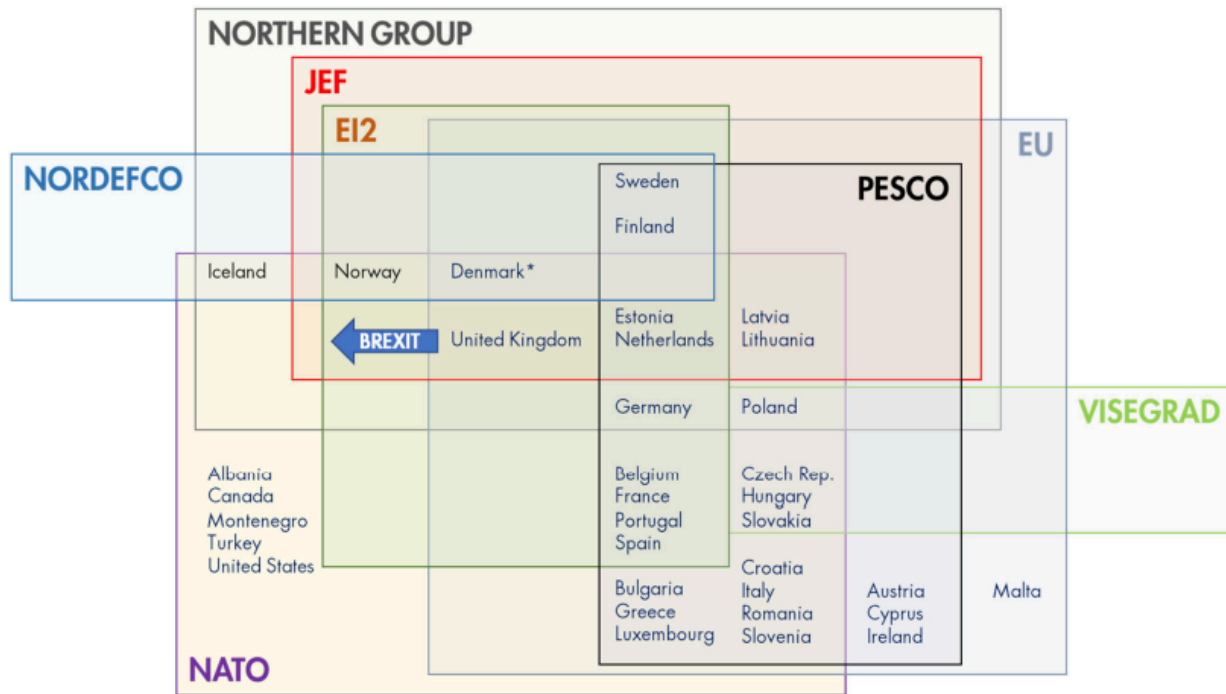 NORTHERN GROUP
JEF
EI2
EU
NORDEFCO
PESCO
Sweden
Finland
Iceland
Norway
Denmark*
Estonia
Netherlands
Latvia
Lithuania
BREXIT
United Kingdom
Germany
Poland
VISEGRAD
Albania
Canada
Montenegro
Turkey
United States
Belgium
France
Portugal
Spain
Czech Rep.
Hungary
Slovakia
Bulgaria
Greece
Luxembourg
Croatia
Italy
Romania
Slovenia
Austria
Cyprus
Ireland
Malta
NATO